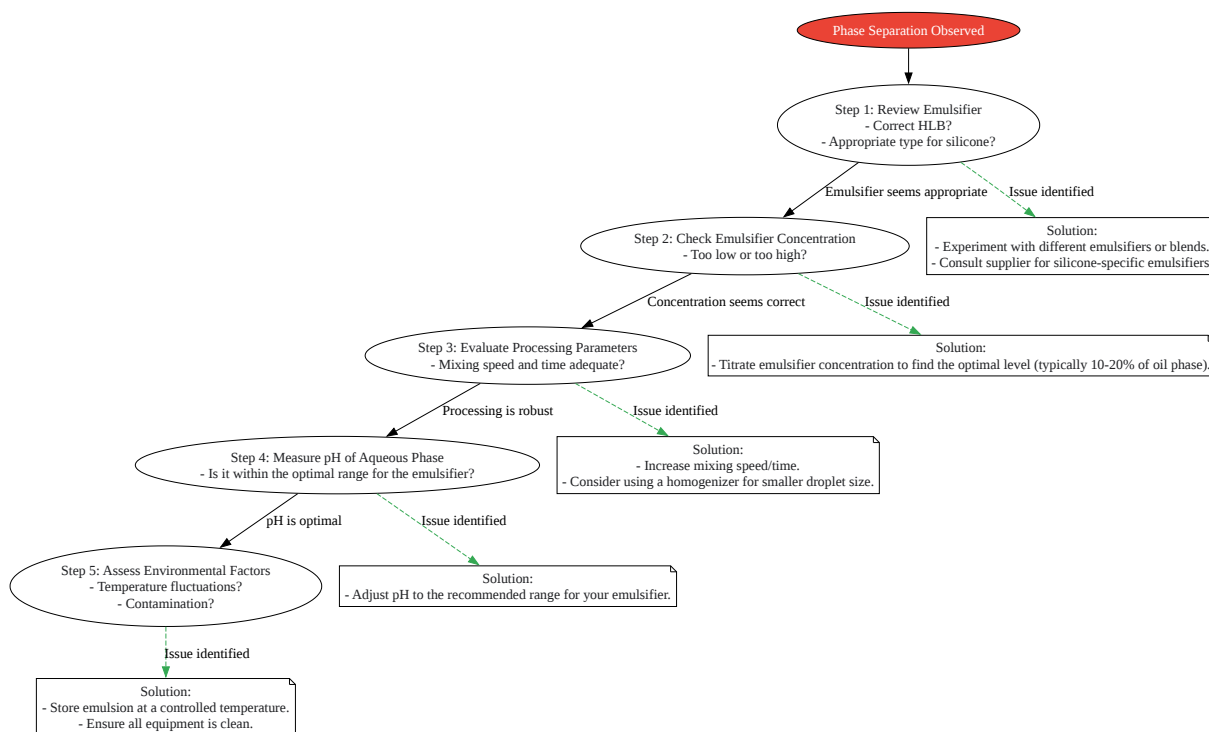 Phase Separation Observed
Step 1: Review Emulsifier
- Correct HLB?
- Appropriate type for silicone?
Emulsifier seems appropriate
Issue identified
Step 2: Check Emulsifier Concentration
- Too low or too high?
Solution:
- Experiment with different emulsifiers or blends.
- Consult supplier for silicone-specific emulsifiers
Concentration seems correct
Issue identified
Step 3: Evaluate Processing Parameters
- Mixing speed and time adequate?
Solution:
- Titrate emulsifier concentration to find the optimal level (typically 10-20% of oil phase).
Processing is robust
Issue identified
Step 4: Measure pH of Aqueous Phase
- Is it within the optimal range for the emulsifier?
Solution:
- Increase mixing speed/time.
- Consider using a homogenizer for smaller droplet size.
pH is optimal
Issue identified
Step 5: Assess Environmental Factors
- Temperature fluctuations?
- Contamination?
Solution:
- Adjust pH to the recommended range for your emulsifier.
Issue identified
Solution:
- Store emulsion at a controlled temperature.
- Ensure all equipment is clean.